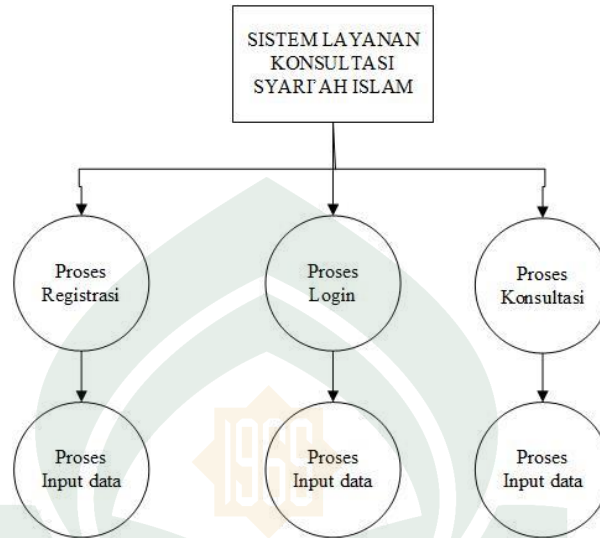 SISTEM LAYANAN
KONSULTASI
SYARI'AH ISLAM
Proses
Registrasi
Proses
Login
Proses
Konsultasi
Proses
Input data
Proses
Input data
Proses
Input data
1965